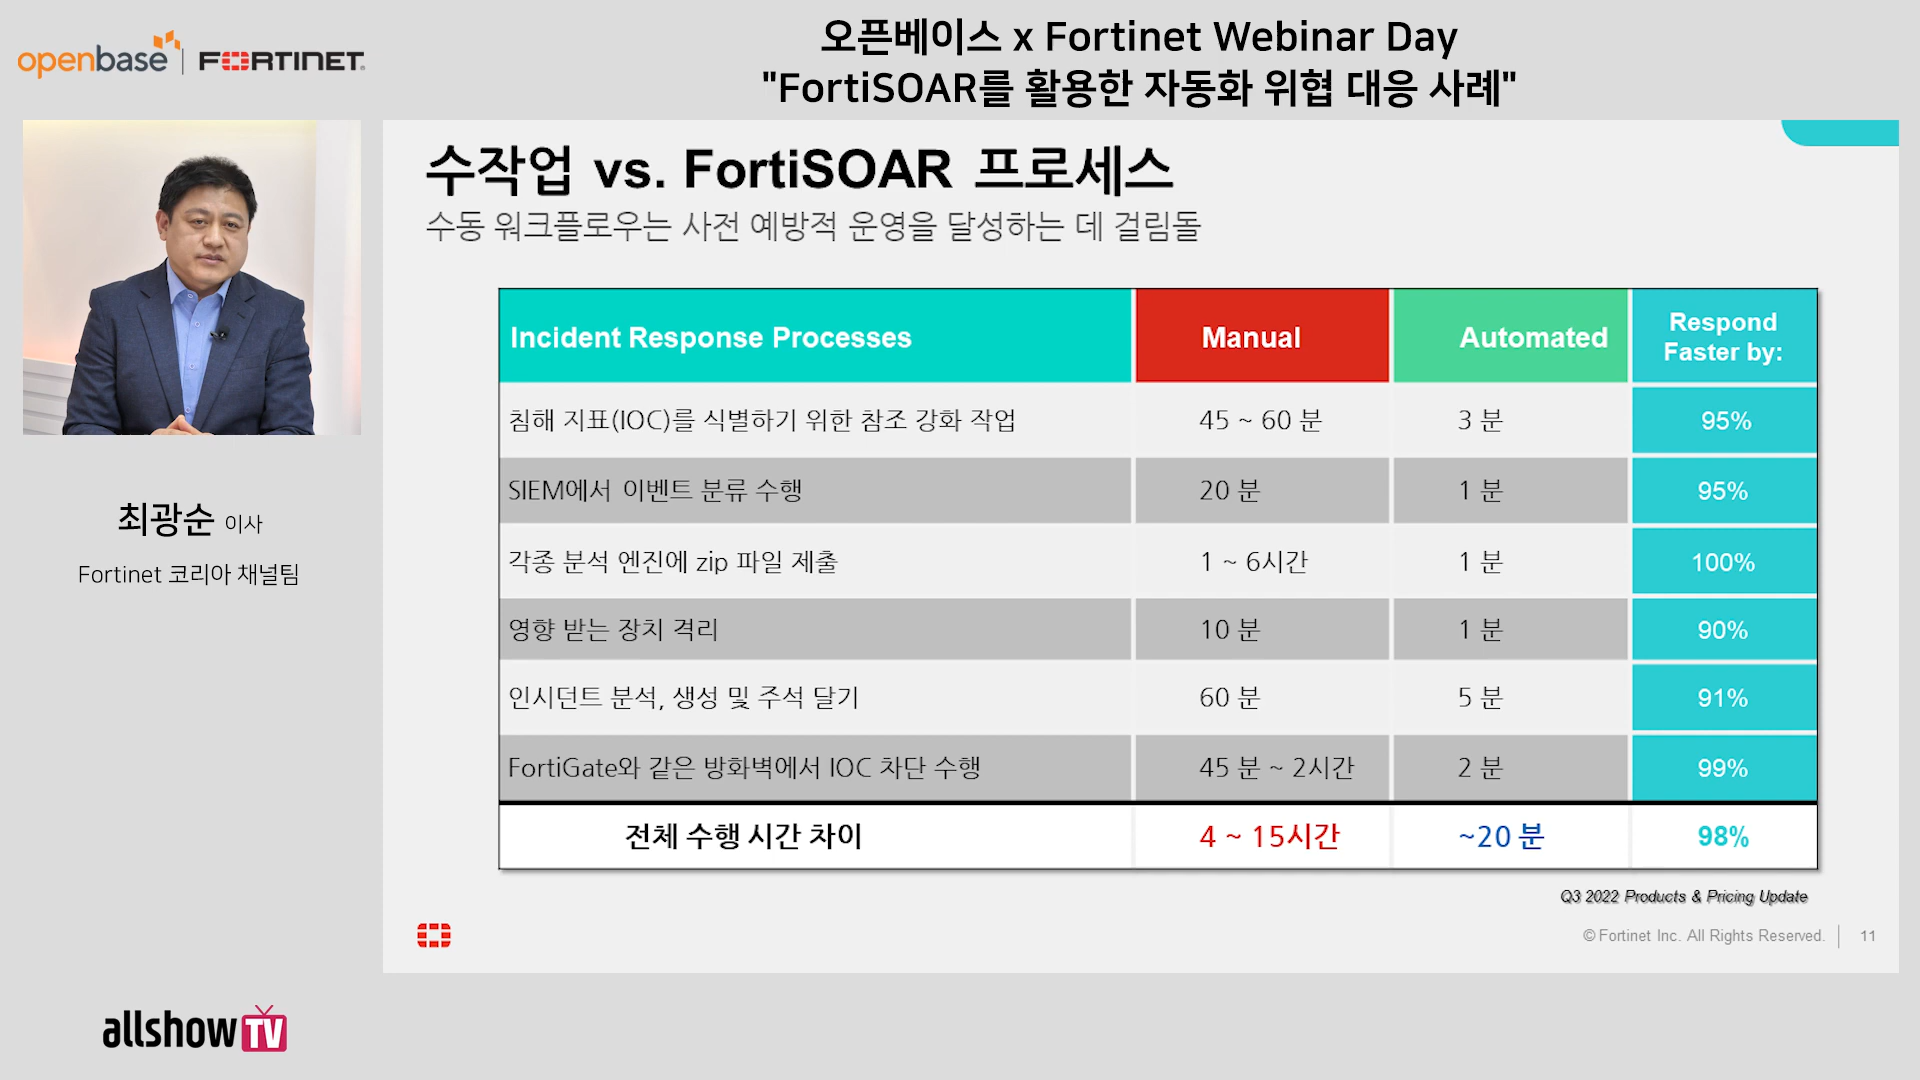 openbase | FORTINET
오픈베이스 x Fortinet Webinar Day
"FortiSOAR를 활용한 자동화 위협 대응 사례"
최광순 이사
Fortinet 코리아 채널팀
수작업 vs. FortiSOAR 프로세스
수동 워크플로우는 사전 예방적 운영을 달성하는 데 걸림돌
Incident Response Processes Manual Automated Respond Faster by:
침해 지표(IOC)를 식별하기 위한 참조 강화 작업 45 ~ 60 분 3 분 95%
SIEM에서 이벤트 분류 수행 20 분 1 분 95%
각종 분석 엔진에 zip 파일 제출 1 ~ 6시간 1 분 100%
영향 받는 장치 격리 10 분 1 분 90%
인시던트 분석, 생성 및 주석 달기 60 분 5 분 91%
FortiGate와 같은 방화벽에서 IOC 차단 수행 45 분 ~ 2시간 2 분 99%
전체 수행 시간 차이 4 ~ 15시간 ~20 분 98%
Q3 2022 Products & Pricing Update
© Fortinet Inc. All Rights Reserved. | 11
allshow TV